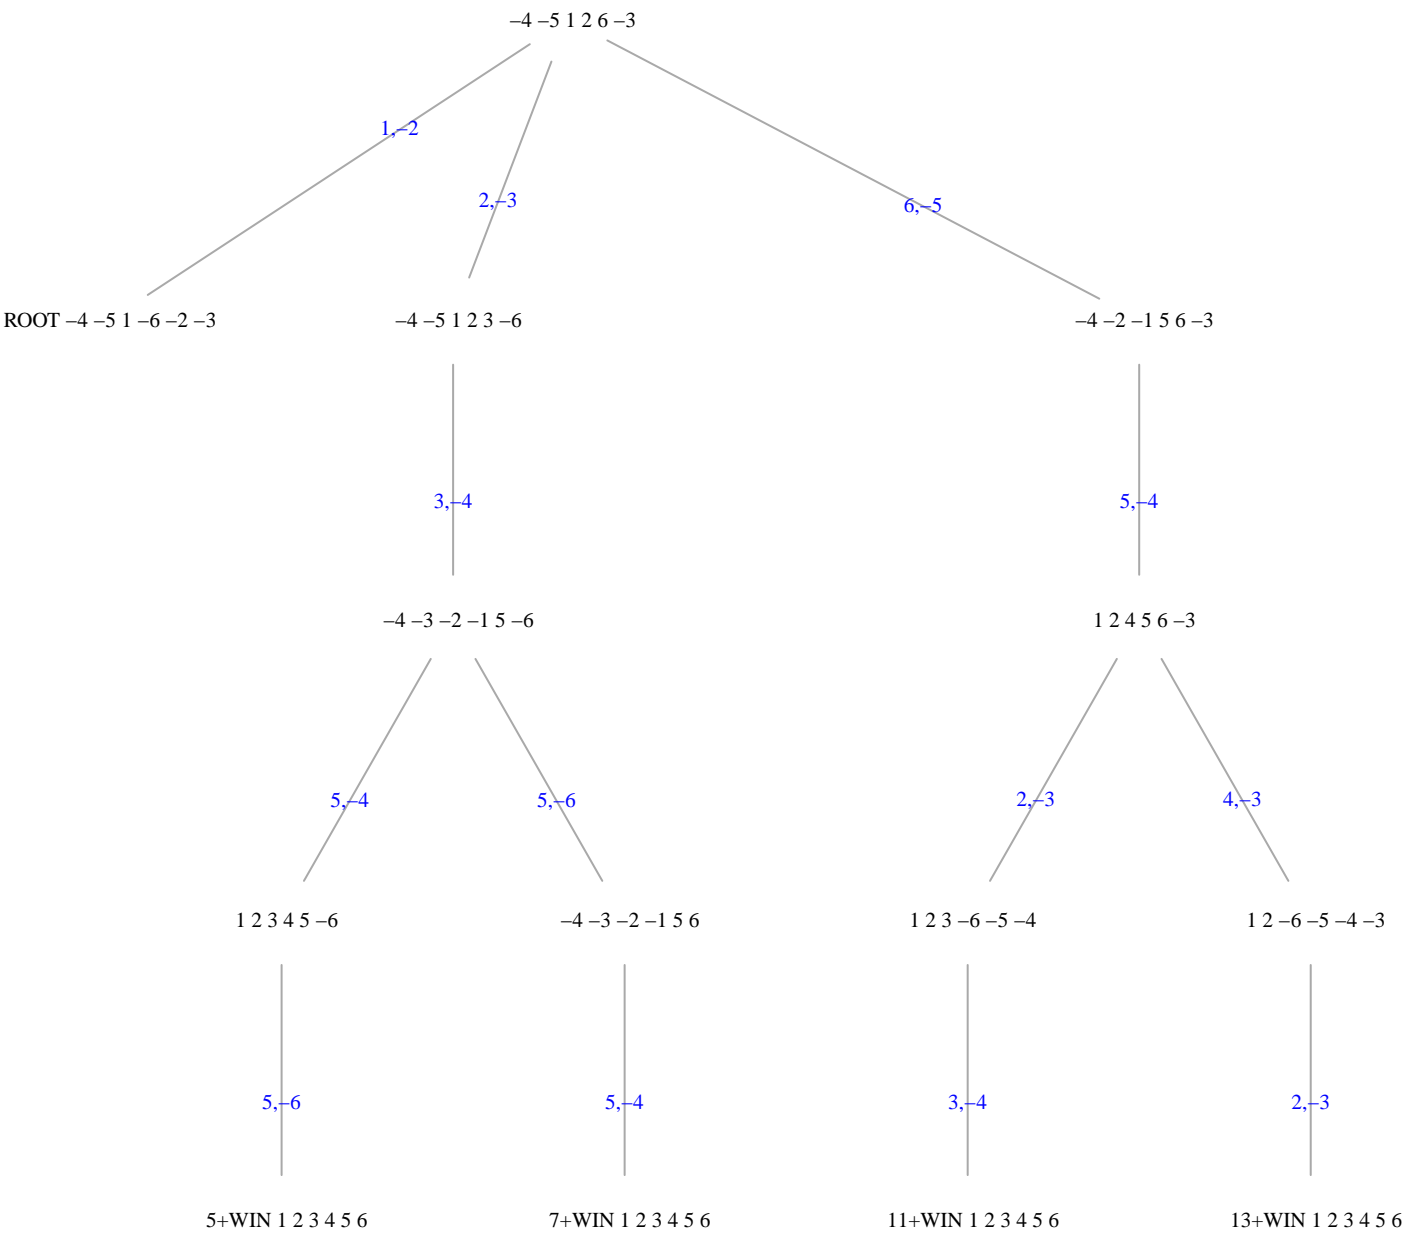 –4 –5 1 2 6 –3
1,–2
2,–3
6,–5
ROOT –4 –5 1 –6 –2 –3
–4 –5 1 2 3 –6
–4 –2 –1 5 6 –3
3,–4
5,–4
–4 –3 –2 –1 5 –6
1 2 4 5 6 –3
5,–4
5,–6
2,–3
4,–3
1 2 3 4 5 –6
–4 –3 –2 –1 5 6
1 2 3 –6 –5 –4
1 2 –6 –5 –4 –3
5,–6
5,–4
3,–4
2,–3
5+WIN 1 2 3 4 5 6
7+WIN 1 2 3 4 5 6
11+WIN 1 2 3 4 5 6
13+WIN 1 2 3 4 5 6